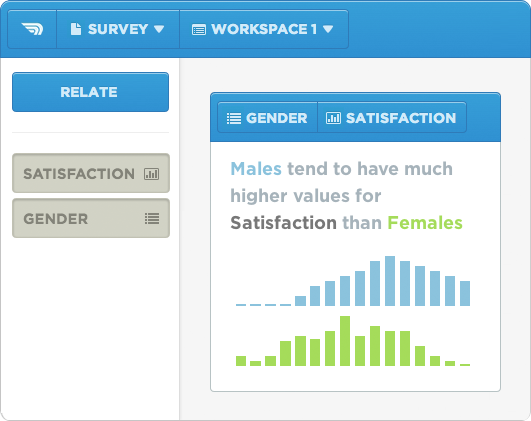 SURVEY
WORKSPACE 1
RELATE
SATISFACTION
GENDER
GENDER
SATISFACTION
Males tend to have much
higher values for
Satisfaction than Females